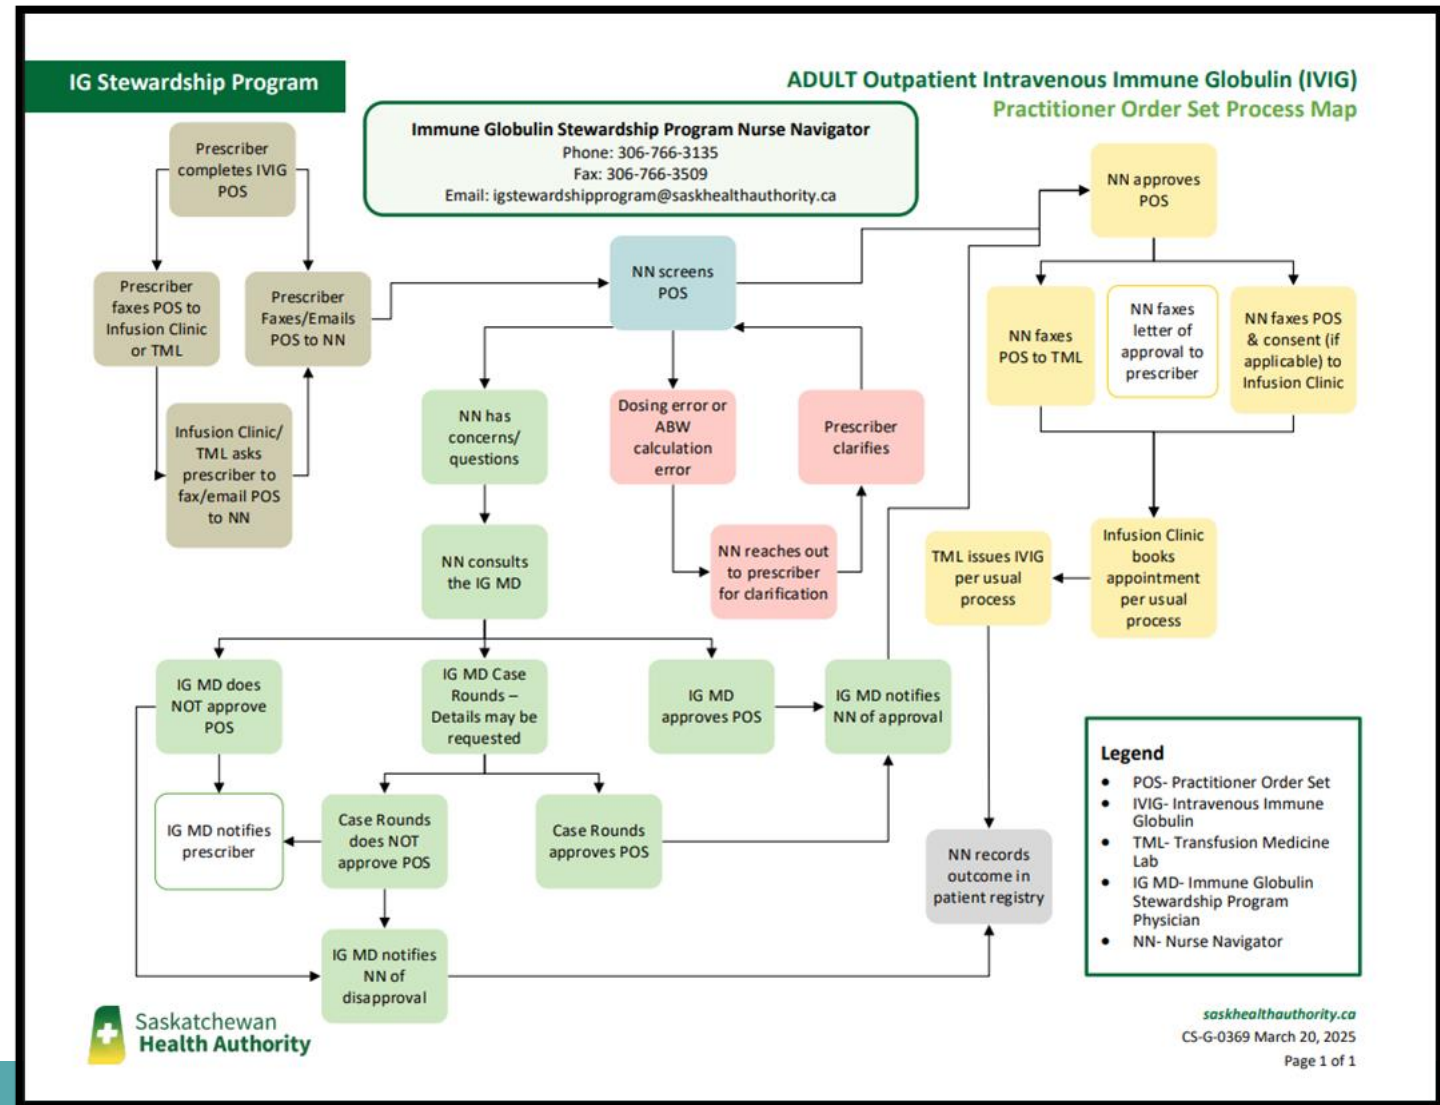 IG Stewardship Program
ADULT Outpatient Intravenous Immune Globulin (IVIG)
Practitioner Order Set Process Map
Immune Globulin Stewardship Program Nurse Navigator
Phone: 306-766-3135
Fax: 306-766-3509
Email: igstewardshipprogram@saskhealthauthority.ca
Prescriber
completes IVIG
POS
Prescriber
faxes POS to
Infusion Clinic
or TML
Prescriber
Faxes/Emails
POS to NN
Infusion Clinic/
TML asks
prescriber to
fax/email POS
to NN
NN screens
POS
NN has
concerns/
questions
Dosing error or
ABW
calculation
error
Prescriber
clarifies
NN reaches out
to prescriber
for clarification
NN consults
the IG MD
IG MD does
NOT approve
POS
IG MD Case
Rounds –
Details may be
requested
IG MD
approves POS
IG MD notifies
NN of approval
IG MD notifies
prescriber
Case Rounds
does NOT
approve POS
Case Rounds
approves POS
IG MD notifies
NN of
disapproval
NN approves
POS
NN faxes
POS to TML
NN faxes
letter of
approval to
prescriber
NN faxes POS
& consent (if
applicable) to
Infusion Clinic
Infusion Clinic
books
appointment
per usual
process
TML issues IVIG
per usual
process
NN records
outcome in
patient registry
Legend
• POS- Practitioner Order Set
• IVIG- Intravenous Immune
Globulin
• TML- Transfusion Medicine
Lab
• IG MD- Immune Globulin
Stewardship Program
Physician
• NN- Nurse Navigator
Saskatchewan
Health Authority
saskhealthauthority.ca
CS-G-0369 March 20, 2025
Page 1 of 1